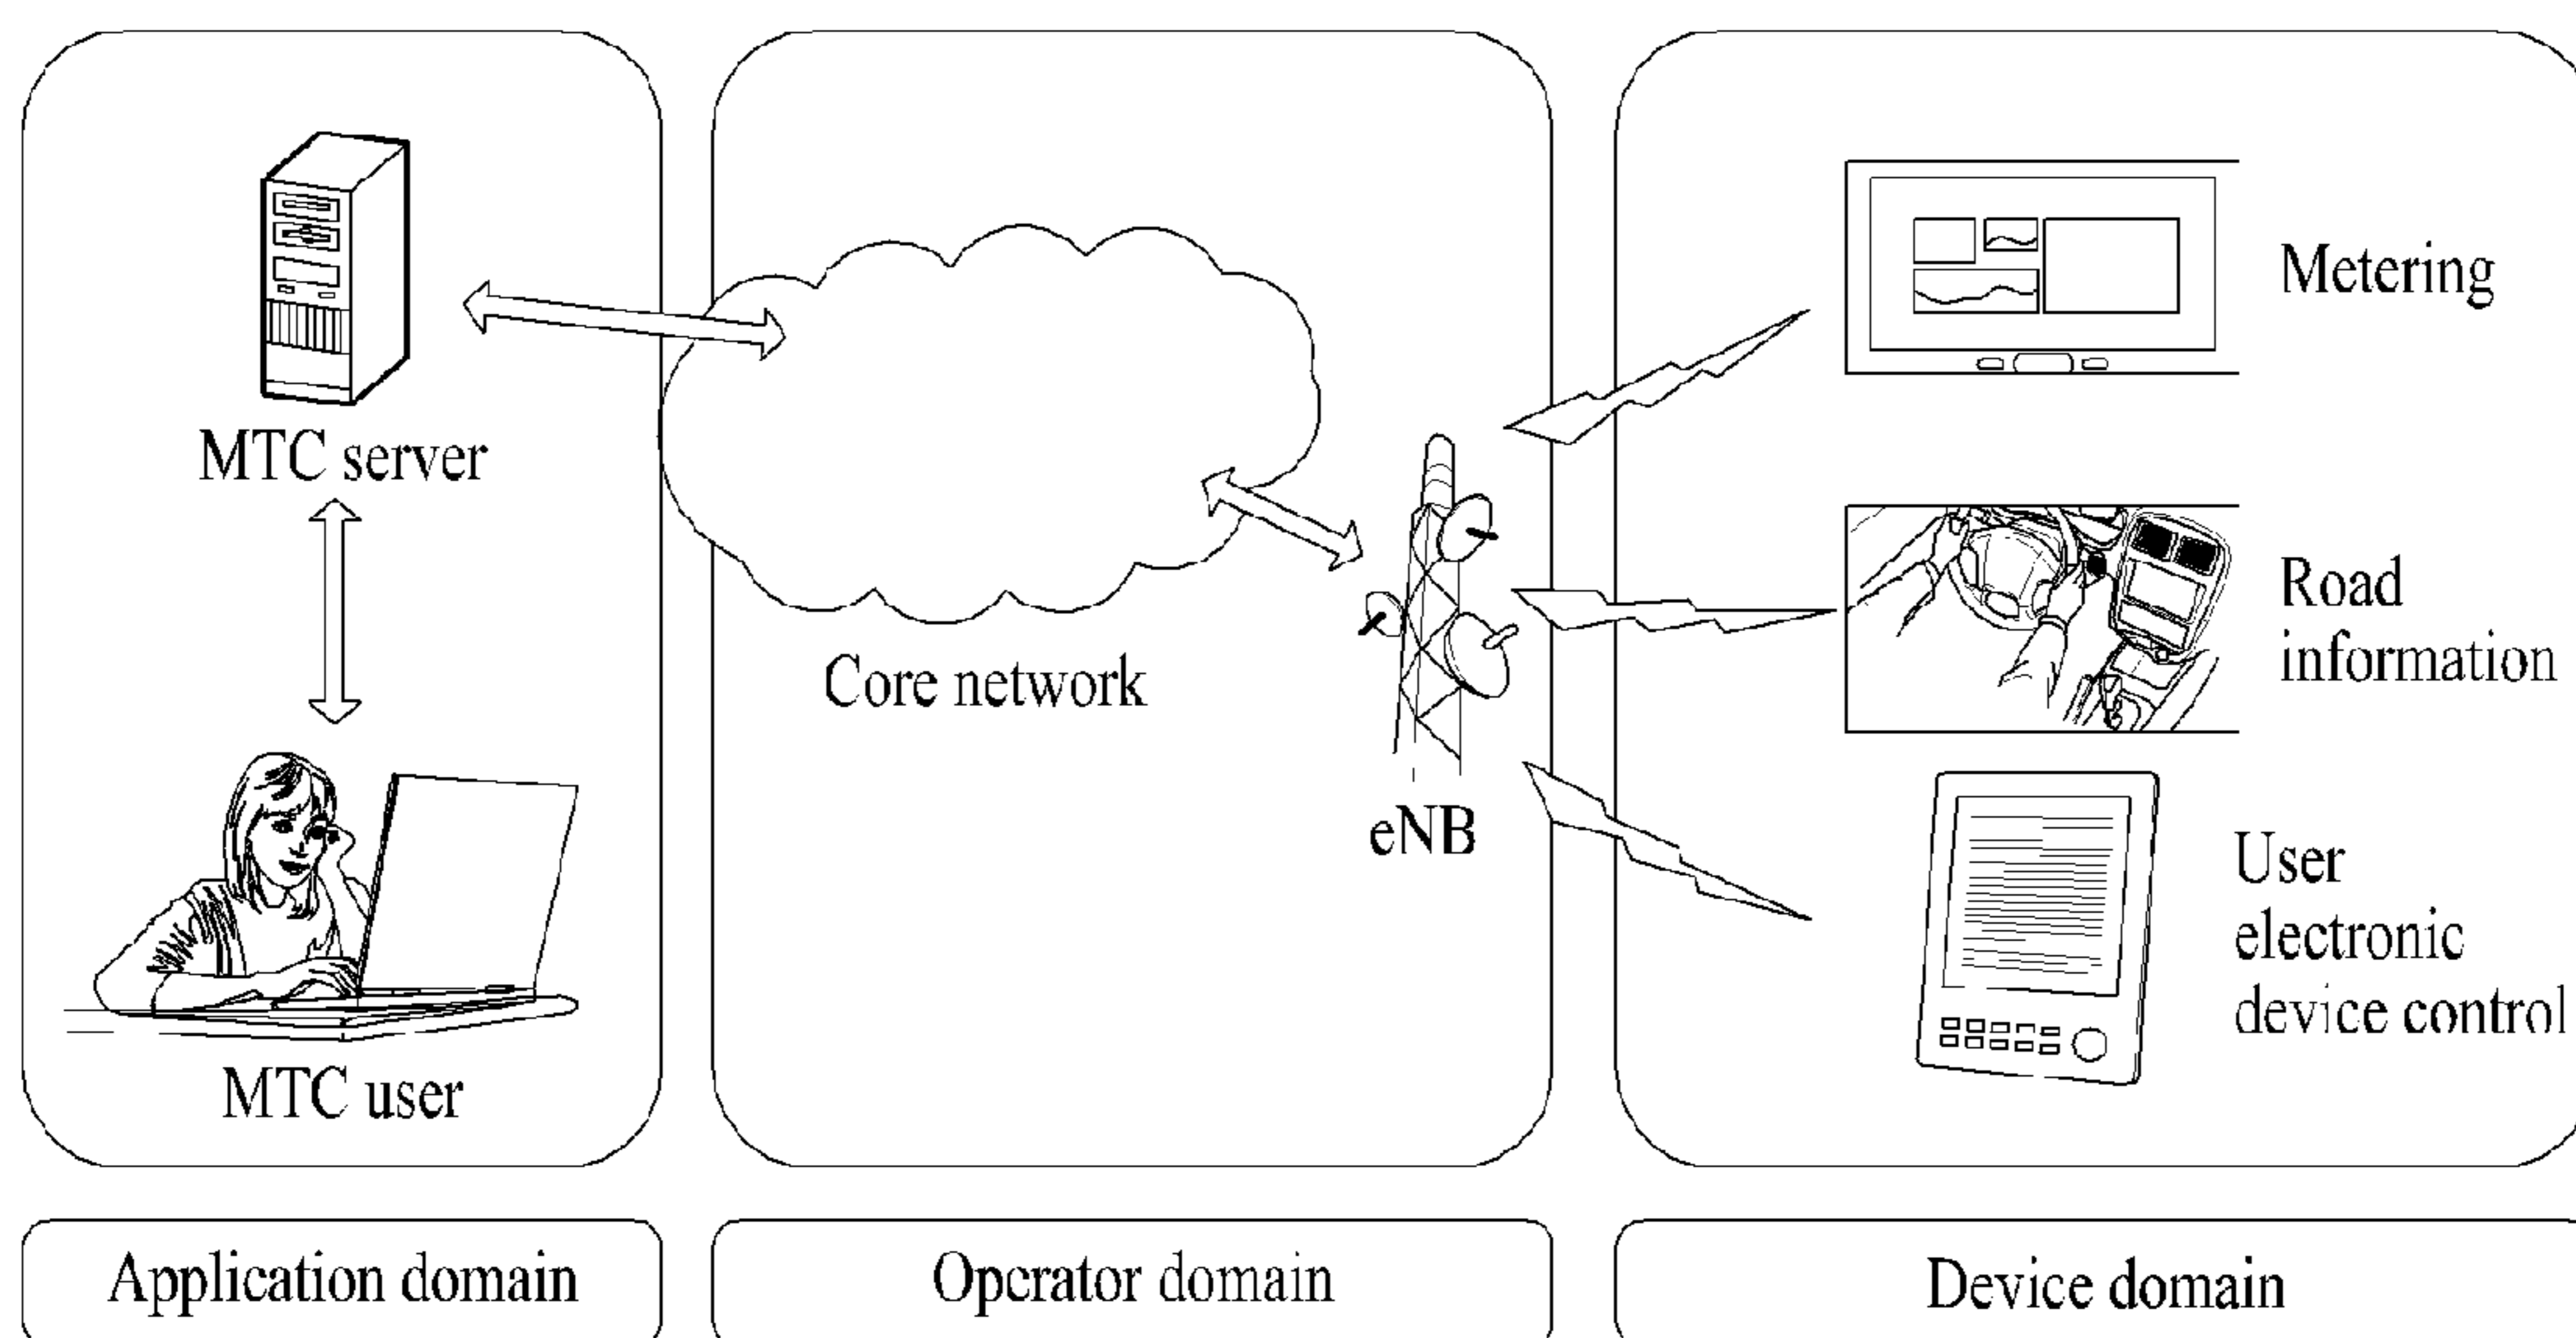 MTC server
MTC user
Core network
eNB
Metering
Road
information
User
electronic
device control
Application domain
Operator domain
Device domain